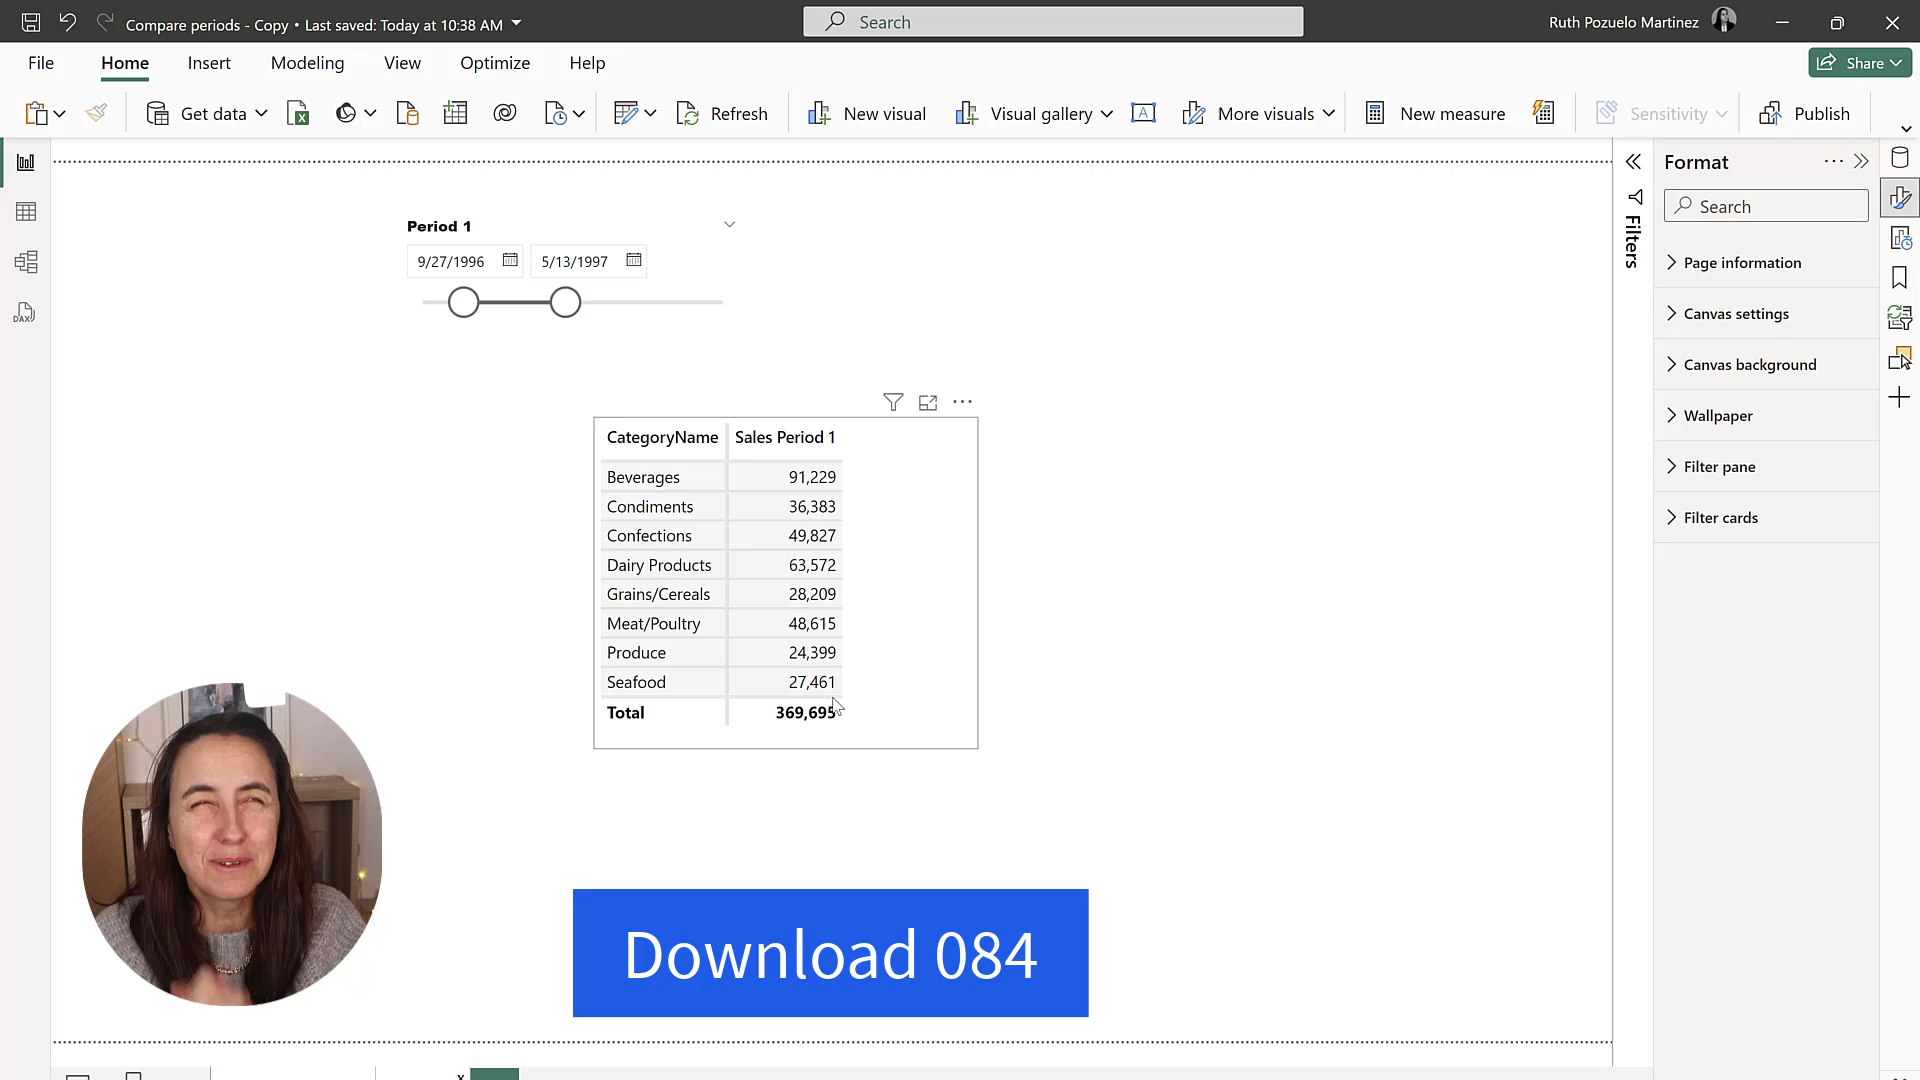 Compare periods - Copy • Last saved: Today at 10:38 AM
Search
Ruth Pozuelo Martinez
File Home Insert Modeling View Optimize Help
Share
Get data
Refresh
New visual
Visual gallery
More visuals
New measure
Sensitivity
Publish
Format
Search
Filters
Page information
Canvas settings
Canvas background
Wallpaper
Filter pane
Filter cards
DAX
Period 1
9/27/1996 5/13/1997
CategoryName Sales Period 1
Beverages 91,229
Condiments 36,383
Confections 49,827
Dairy Products 63,572
Grains/Cereals 28,209
Meat/Poultry 48,615
Produce 24,399
Seafood 27,461
Total 369,695
Download 084